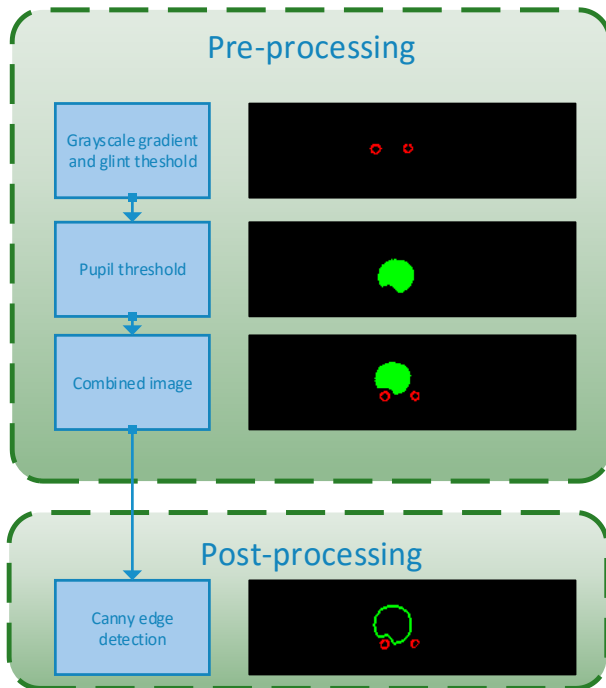 Pre-processing
Grayscale gradient
and glint theshold
Pupil threshold
Combined image
Post-processing
Canny edge
detection